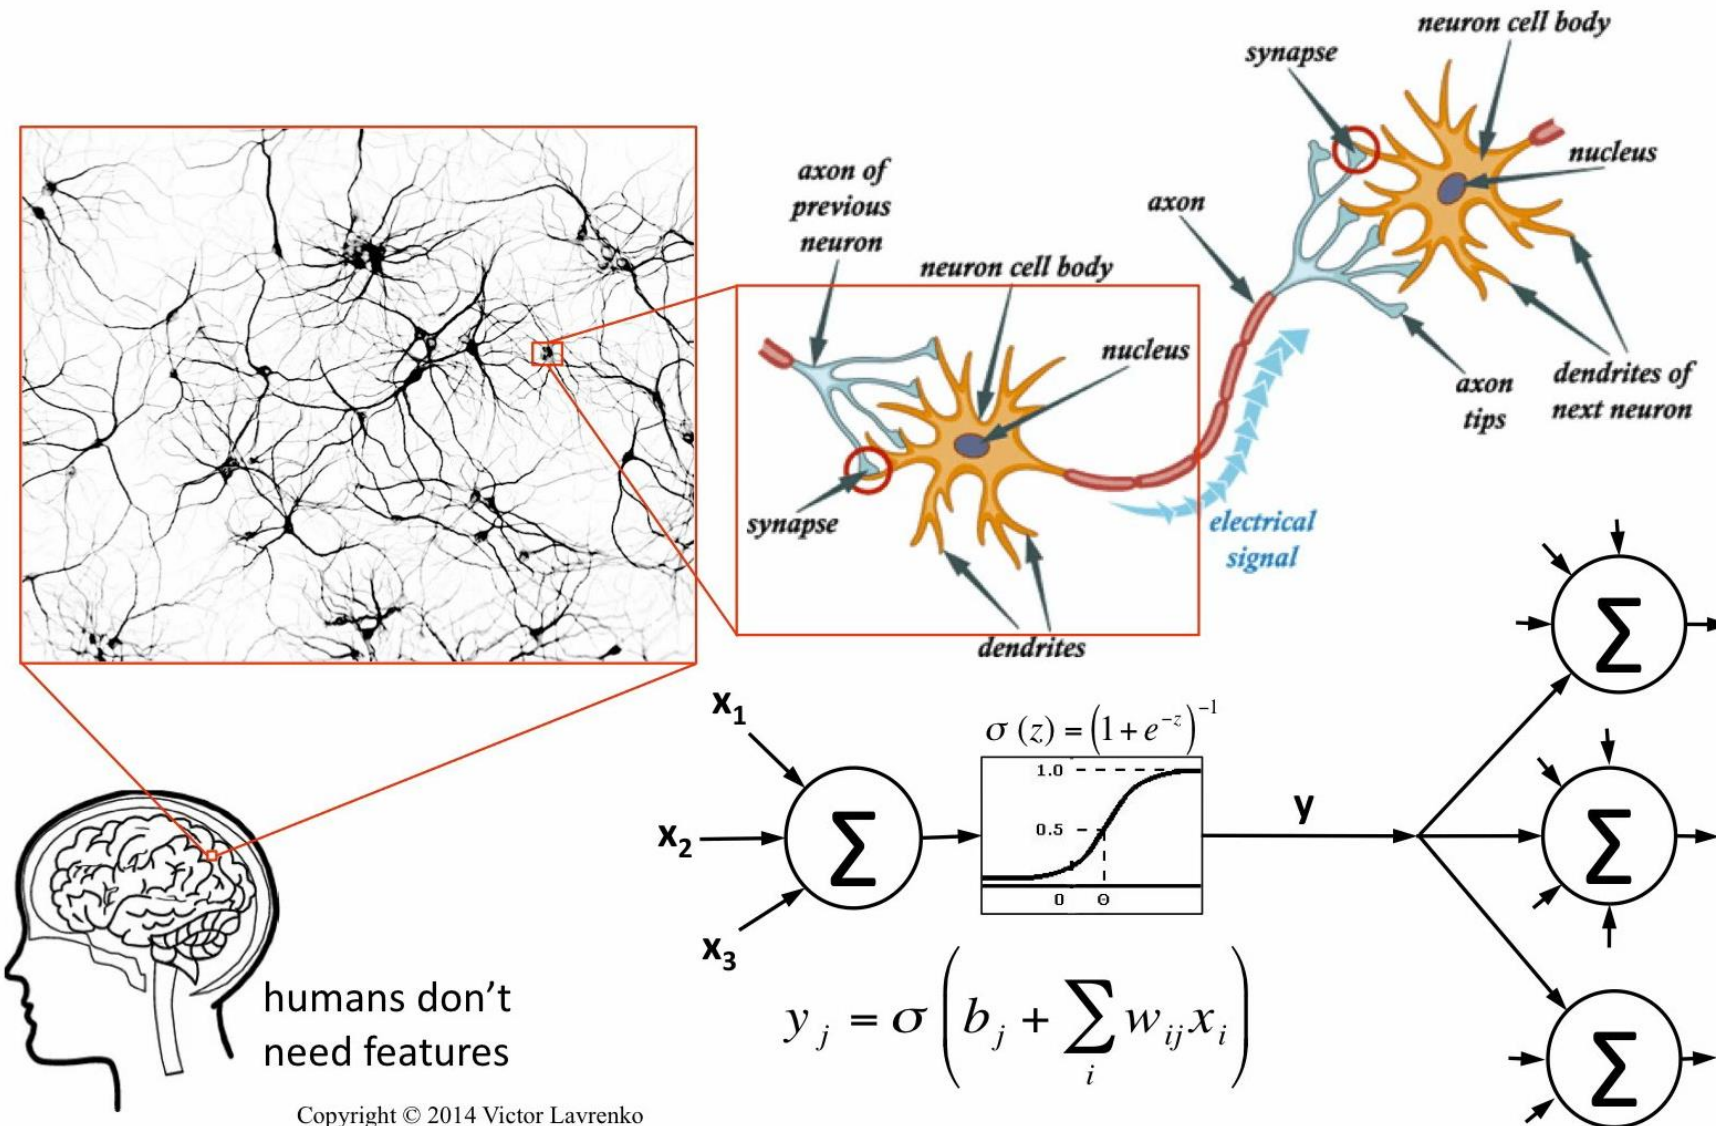 neuron cell body
synapse
nucleus
axon of
previous
neuron
axon
neuron cell body
nucleus
axon
tips
dendrites of
next neuron
synapse
electrical
signal
dendrites
x₁
x₂
x₃
Σ
σ (z) = (1 + e⁻ᶻ)⁻¹
1.0
0.5
0 Θ
y
Σ
Σ
Σ
y_j = σ ( b_j + Σ_i w_ij x_i )
humans don't
need features
Copyright © 2014 Victor Lavrenko